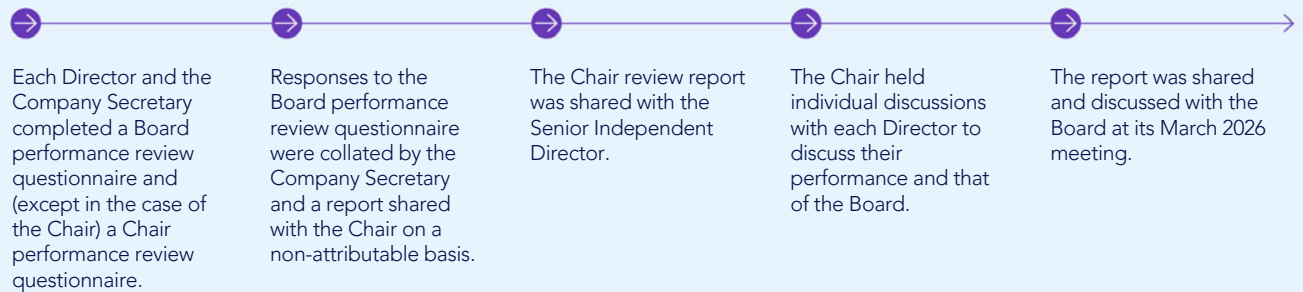 Each Director and the
Company Secretary
completed a Board
performance review
questionnaire and
(except in the case of
the Chair) a Chair
performance review
questionnaire.
Responses to the
Board performance
review questionnaire
were collated by the
Company Secretary
and a report shared
with the Chair on a
non-attributable basis.
The Chair review report
was shared with the
Senior Independent
Director.
The Chair held
individual discussions
with each Director to
discuss their
performance and that
of the Board.
The report was shared
and discussed with the
Board at its March 2026
meeting.